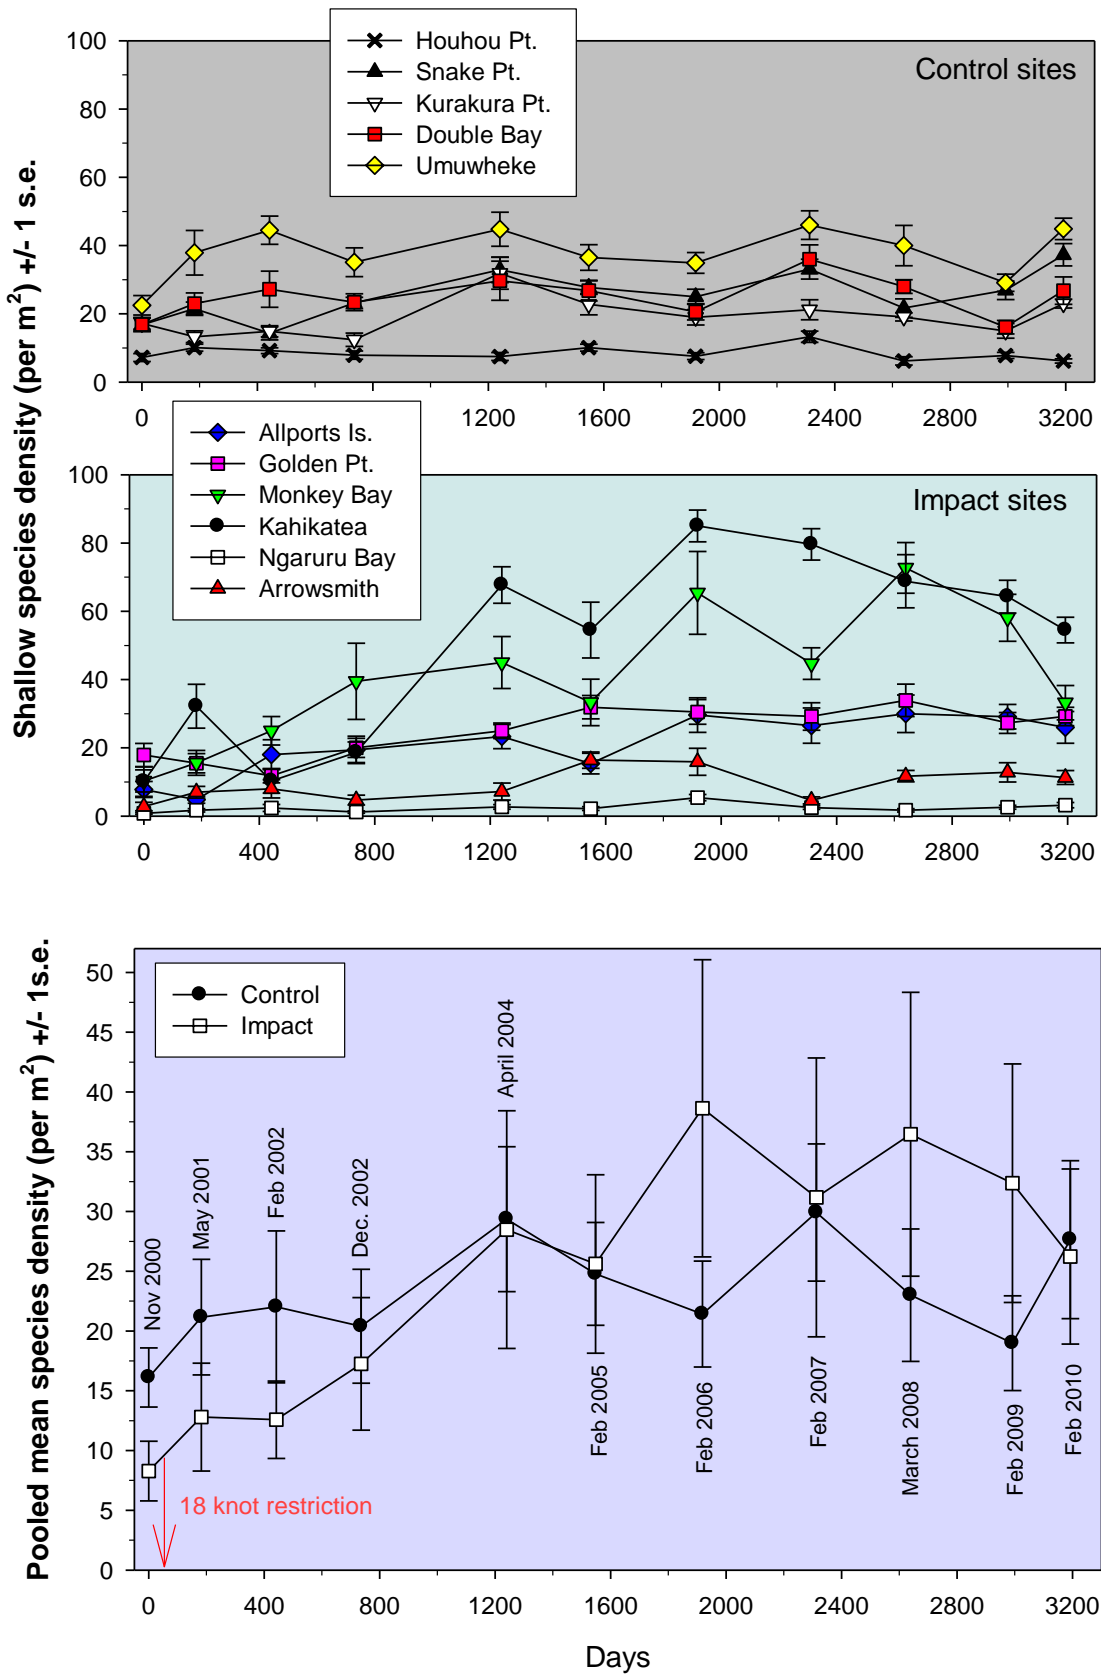 Houhou Pt.
Snake Pt.
Kurakura Pt.
Double Bay
Umuwheke
Control sites
100
80
60
40
20
0
0 400 800 1200 1600 2000 2400 2800 3200
Shallow species density (per m²) +/- 1 s.e.
Allports Is.
Golden Pt.
Monkey Bay
Kahikatea
Ngaruru Bay
Arrowsmith
Impact sites
100
80
60
40
20
0
0 400 800 1200 1600 2000 2400 2800 3200
Pooled mean species density (per m²) +/- 1s.e.
Control
Impact
50
45
40
35
30
25
20
15
10
5
0
Nov 2000
May 2001
Feb 2002
Dec. 2002
April 2004
Feb 2005
Feb 2006
Feb 2007
March 2008
Feb 2009
Feb 2010
18 knot restriction
0 400 800 1200 1600 2000 2400 2800 3200
Days